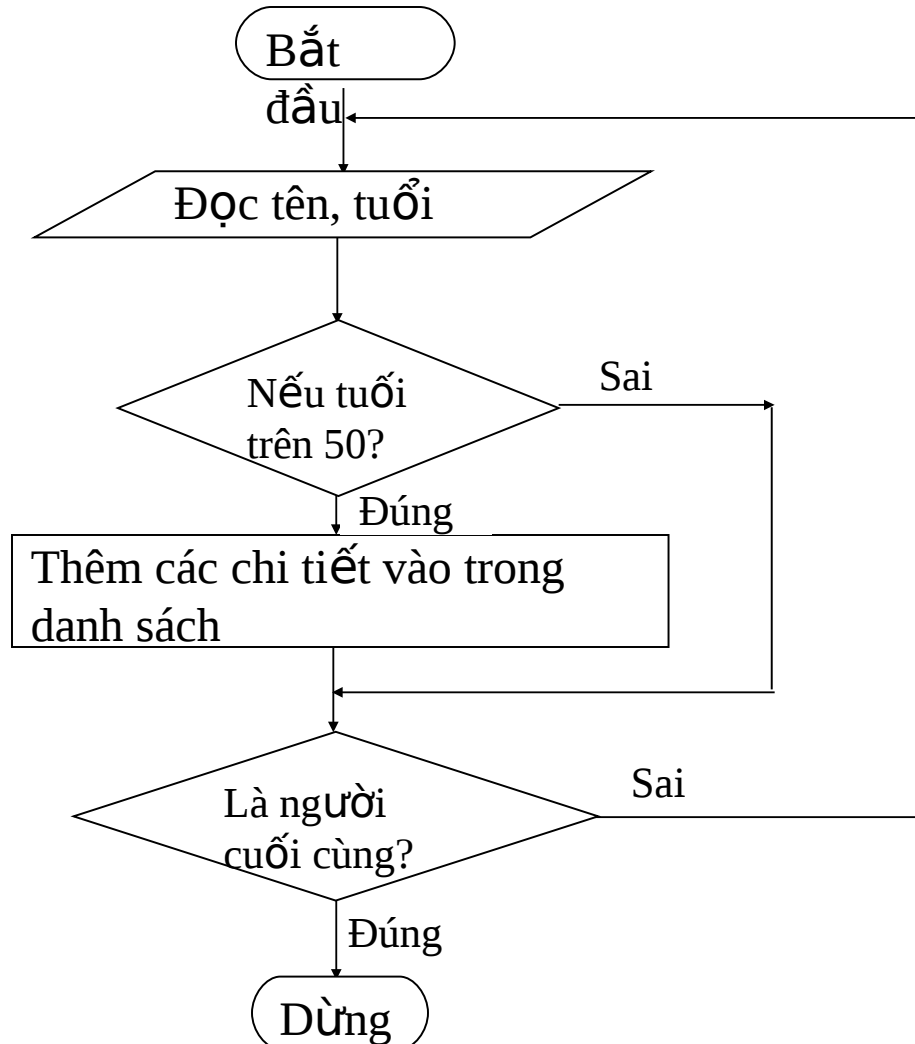 Bắt
đầu
Đọc tên, tuổi
Nếu tuối
trên 50?
Sai
Đúng
Thêm các chi tiết vào trong
danh sách
Là người
cuối cùng?
Sai
Đúng
Dừng